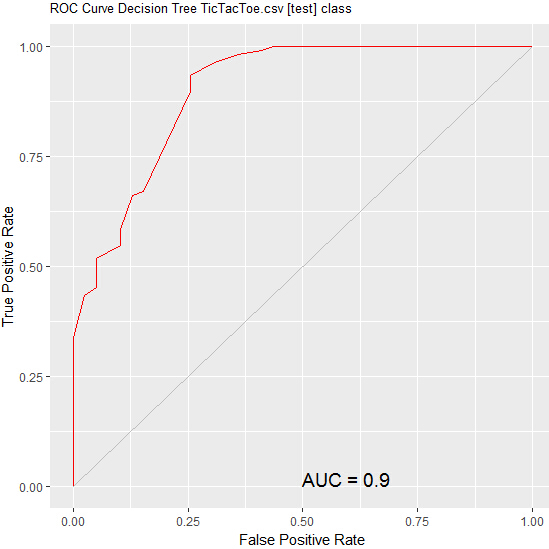 ROC Curve Decision Tree TicTacToe.csv [test] class
1.00
0.75
0.50
0.25
0.00
True Positive Rate
AUC = 0.9
0.00 0.25 0.50 0.75 1.00
False Positive Rate